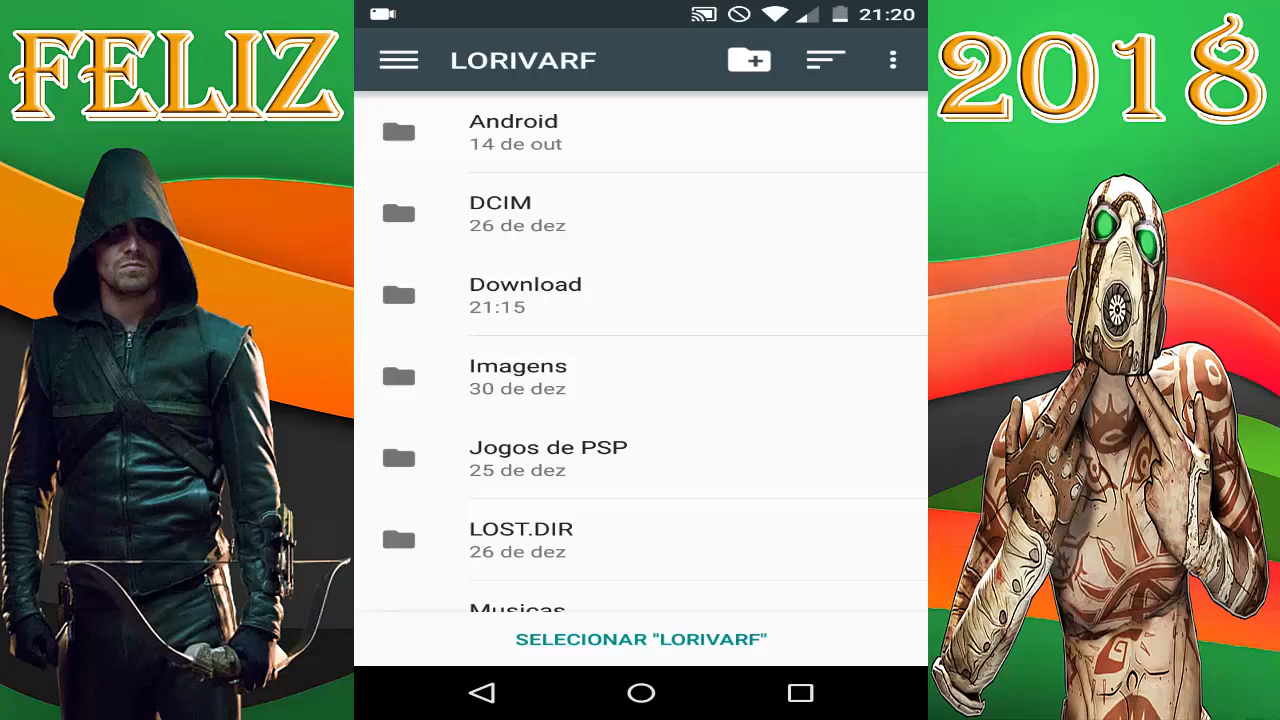 FELIZ
2018
21:20
LORIVARF
Android
14 de out
DCIM
26 de dez
Download
21:15
Imagens
30 de dez
Jogos de PSP
25 de dez
LOST.DIR
26 de dez
Musicas
SELECIONAR "LORIVARF"